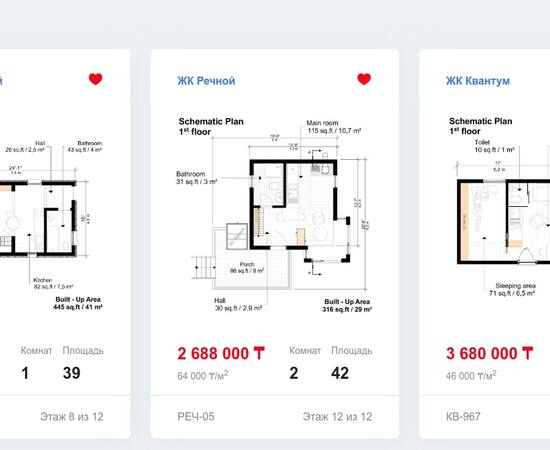 й
Hall
26 sq.ft / 2,5 m²
Bathroom
43 sq.ft / 4 m²
24'-1"
Kitchen
82 sq.ft / 7,5 m²
Built - Up Area
445 sq.ft / 41 m²
Комнат
Площадь
1
39
Этаж 8 из 12
ЖК Речной
Schematic Plan
1st floor
Main room
115 sq.ft / 10,7 m²
Bathroom
31 sq.ft / 3 m²
Porch
86 sq.ft / 8 m²
Hall
30 sq.ft / 2,9 m²
Built - Up Area
316 sq.ft / 29 m²
2 688 000 ₸
64 000 ₸/м²
Комнат
Площадь
2
42
РЕЧ-05
Этаж 12 из 12
ЖК Квантум
Schematic Plan
1st floor
Toilet
10 sq.ft / 1 m²
17'
5,2 m
Sleeping area
71 sq.ft / 6,5 m²
3 680 000 ₸
46 000 ₸/м²
КВ-967